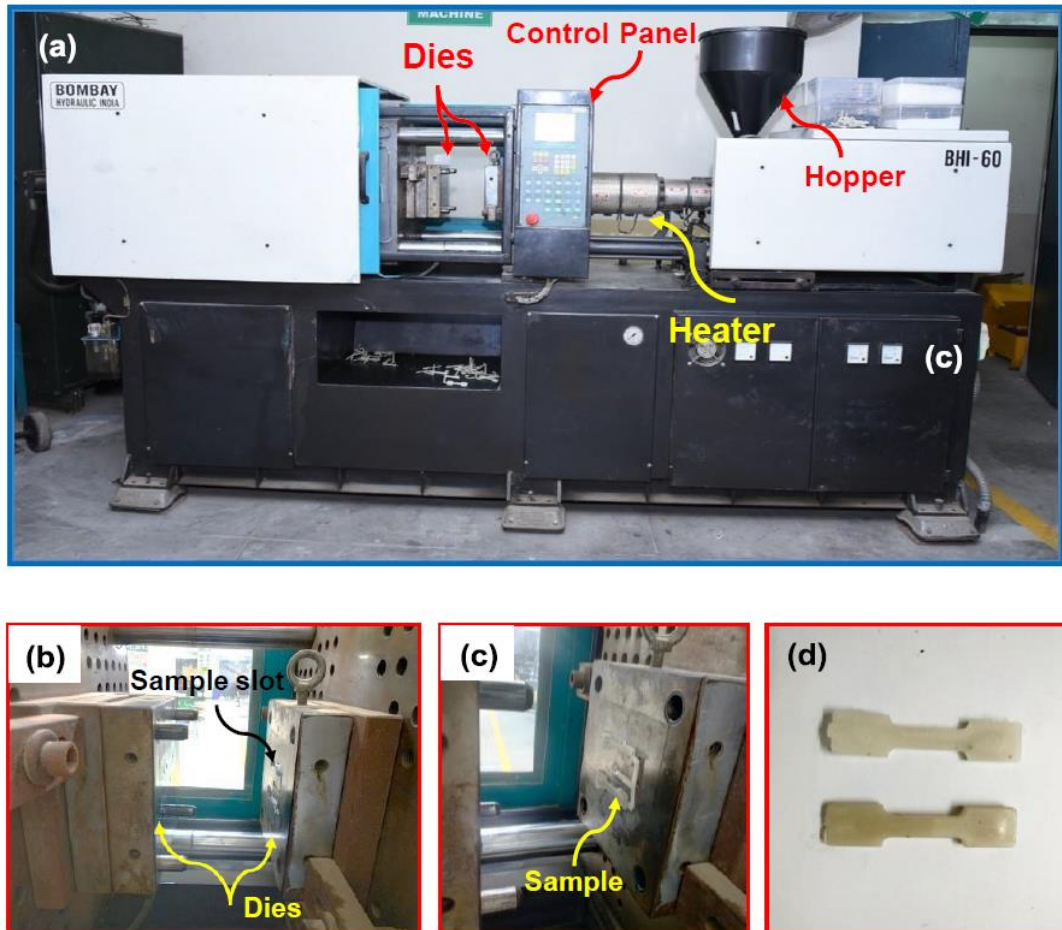 MACHINE
(a)
Control Panel
Dies
BOMBAY
HYDRAULIC INDIA
BHI-60
Hopper
Heater
(c)
(b)
Sample slot
Dies
(c)
Sample
(d)